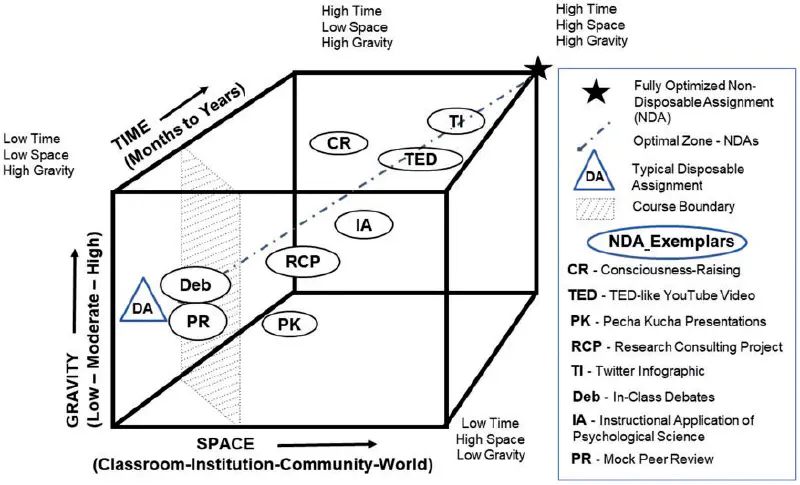 High Time
Low Space
High Gravity
High Time
High Space
High Gravity
Low Time
Low Space
High Gravity
TIME
(Months to Years)
TI
CR
TED
IA
RCP
Deb
DA
PR
PK
GRAVITY
(Low – Moderate – High)
Low Time
High Space
Low Gravity
SPACE
(Classroom-Institution-Community-World)
Fully Optimized Non-
Disposable Assignment
(NDA)
Optimal Zone - NDAs
DA
Typical Disposable
Assignment
Course Boundary
NDA_Exemplars
CR - Consciousness-Raising
TED - TED-like YouTube Video
PK - Pecha Kucha Presentations
RCP - Research Consulting Project
TI - Twitter Infographic
Deb - In-Class Debates
IA - Instructional Application of
Psychological Science
PR - Mock Peer Review